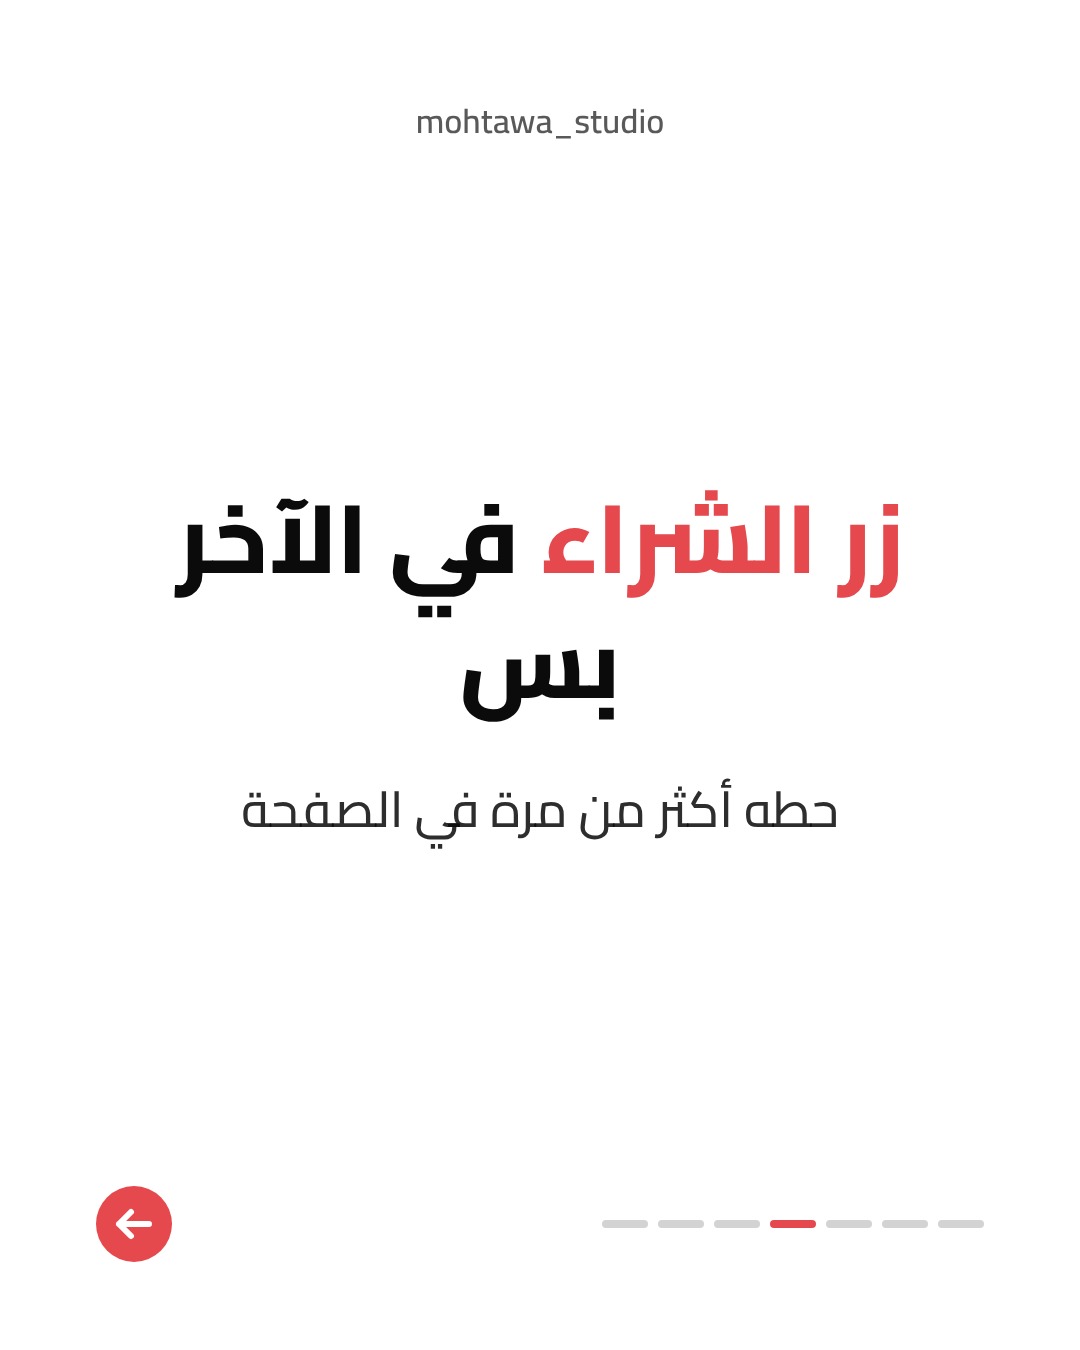 mohtawa_studio
زر الشراء في الآخر
بس
حطه أكثر من مرة في الصفحة